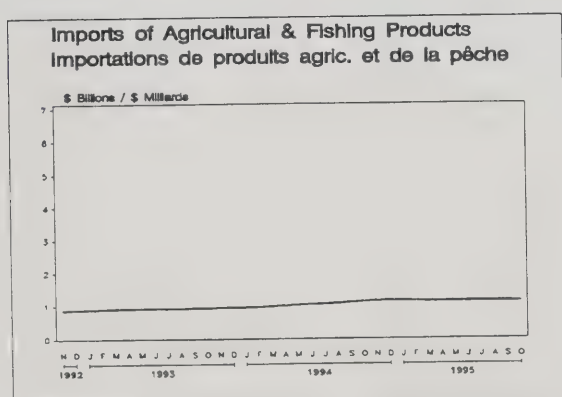 Imports of Agricultural & Fishing Products
Importations de produits agric. et de la pêche
$ Billions / $ Milliards
7
6
5
4
3
2
1
0
N D J F M A M J J A S O N D J F M A M J J A S O N D J F M A M J J A S O
1992 1993 1994 1995